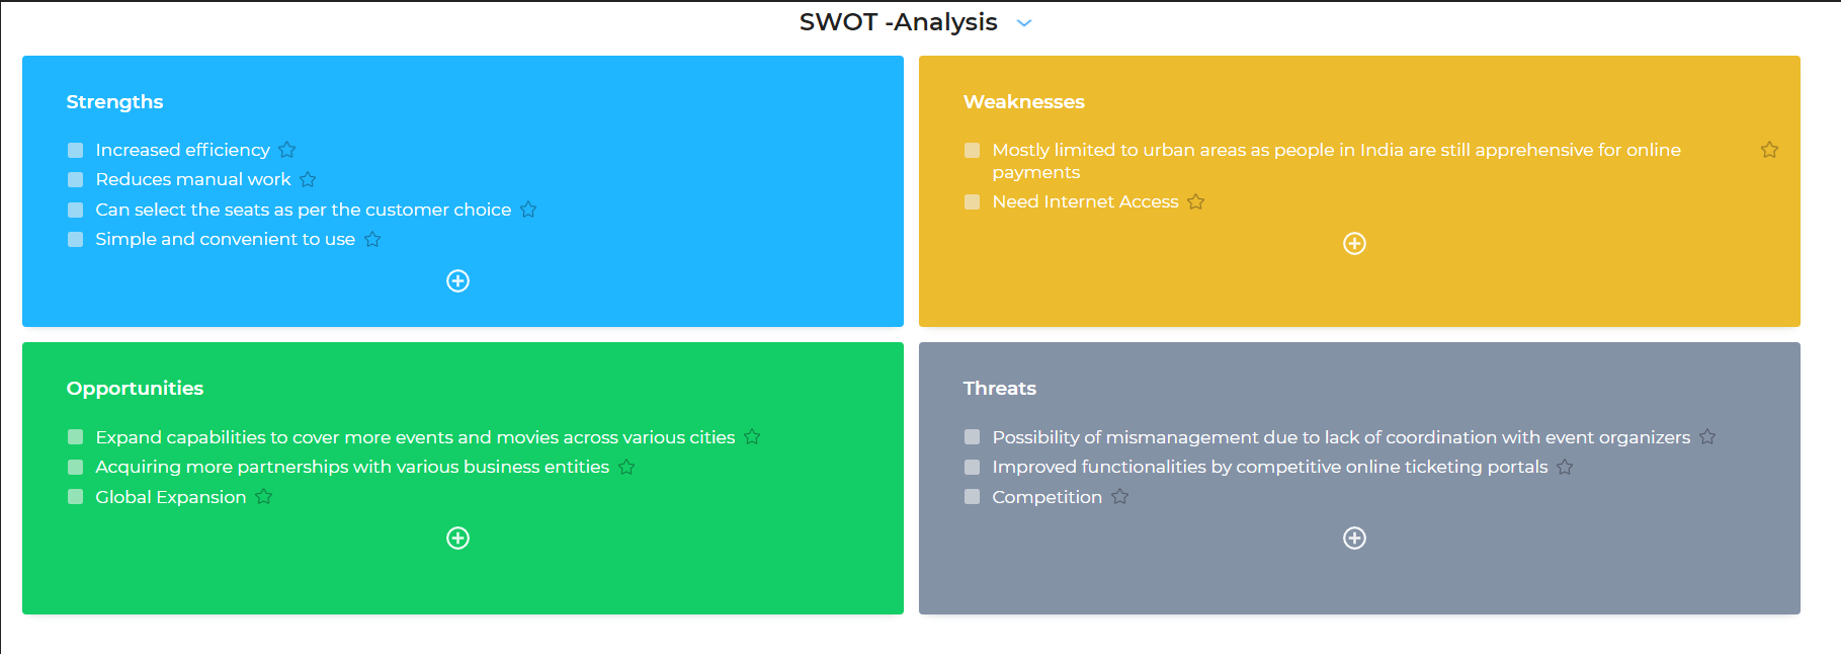 SWOT -Analysis
Strengths
Increased efficiency
Reduces manual work
Can select the seats as per the customer choice
Simple and convenient to use
Weaknesses
Mostly limited to urban areas as people in India are still apprehensive for online
payments
Need Internet Access
Opportunities
Expand capabilities to cover more events and movies across various cities
Acquiring more partnerships with various business entities
Global Expansion
Threats
Possibility of mismanagement due to lack of coordination with event organizers
Improved functionalities by competitive online ticketing portals
Competition